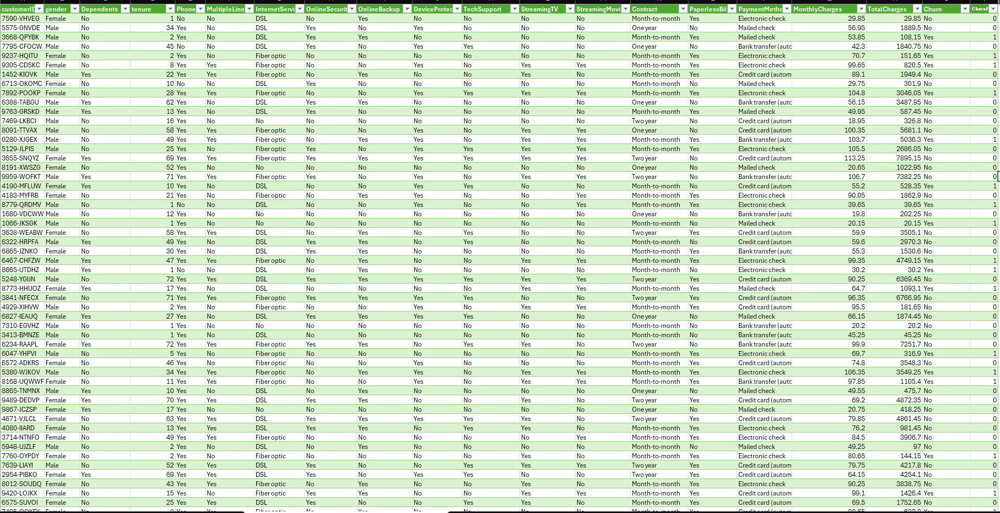 customerID gender Dependents tenure Phone MultipleLine InternetServi OnlineSecurit OnlineBackup DeviceProtec TechSupport StreamingTV StreamingMovi Contract PaperlessBil PaymentMetho MonthlyCharges TotalCharges Churn
7590-VHVEG Female No 1 No No DSL No Yes No No No No Month-to-month Yes Electronic check 29.85 29.85 No 0
5575-GNVDE Male No 34 Yes No DSL Yes No Yes No No No One year No Mailed check 56.95 1889.5 No 0
3668-QPYBK Male No 2 Yes No DSL Yes Yes No No No No Month-to-month Yes Mailed check 53.85 108.15 Yes 1
7795-CFOCW Male No 45 No No DSL Yes No Yes Yes No No One year No Bank transfer (auto 42.3 1840.75 No 0
9237-HQITU Female No 2 Yes No Fiber optic No No No No No No Month-to-month Yes Electronic check 70.7 151.65 Yes 1
9305-CDSKC Female No 8 Yes Yes Fiber optic No No Yes No Yes Yes Month-to-month Yes Electronic check 99.65 820.5 Yes 1
1452-KIOVK Male Yes 22 Yes Yes Fiber optic No Yes No No Yes No Month-to-month Yes Credit card (autom 89.1 1949.4 No 0
6713-OKOMC Female No 10 No No DSL Yes No No No No No Month-to-month No Mailed check 29.75 301.9 No 0
7892-POOKP Female No 28 Yes Yes Fiber optic No No Yes Yes Yes Yes Month-to-month Yes Electronic check 104.8 3046.05 Yes 1
6388-TABGU Male Yes 62 Yes No DSL Yes Yes No No No No One year No Bank transfer (auto 56.15 3487.95 No 0
9763-GRSKD Male Yes 13 Yes No DSL Yes No No No No No Month-to-month Yes Mailed check 49.95 587.45 No 0
7469-LKBCI Male No 16 Yes No No No No No No No No Two year No Credit card (autom 18.95 326.8 No 0
8091-TTVAX Male No 58 Yes Yes Fiber optic No No Yes No Yes Yes One year No Credit card (autom 100.35 5681.1 No 0
0280-XJGEX Male No 49 Yes Yes Fiber optic No Yes Yes No Yes Yes Month-to-month Yes Bank transfer (auto 103.7 5036.3 Yes 1
5129-JLPIS Male No 25 Yes No Fiber optic Yes No Yes Yes Yes Yes Month-to-month Yes Electronic check 105.5 2686.05 No 0
3655-SNQYZ Female Yes 69 Yes Yes Fiber optic Yes Yes Yes Yes Yes Yes Two year No Credit card (autom 113.25 7895.15 No 0
8191-XWSZG Female No 52 Yes No No No No No No No No One year No Mailed check 20.65 1022.95 No 0
9959-WOFKT Male Yes 71 Yes Yes Fiber optic Yes No Yes No Yes Yes Two year No Bank transfer (auto 106.7 7382.25 No 0
4190-MFLUW Female Yes 10 Yes No DSL No No Yes Yes No No Month-to-month No Credit card (autom 55.2 528.35 Yes 1
4183-MYFRB Female No 21 Yes No Fiber optic No Yes Yes No No Yes Month-to-month Yes Electronic check 90.05 1862.9 No 0
8779-QRDMV Male No 1 No No DSL No No Yes No No Yes Month-to-month Yes Electronic check 39.65 39.65 Yes 1
1680-VDCWW Male No 12 Yes No No No No No No No No One year No Bank transfer (auto 19.8 202.25 No 0
1066-JKSGK Male No 1 Yes No No No No No No No No Month-to-month No Mailed check 20.15 20.15 Yes 1
3638-WEABW Female No 58 Yes Yes DSL No Yes No Yes No No Two year Yes Credit card (autom 59.9 3505.1 No 0
6322-HRPFA Male Yes 49 Yes No DSL Yes Yes No Yes No No Month-to-month No Credit card (autom 59.6 2970.3 No 0
6865-JZNKO Female No 30 Yes No DSL Yes Yes No No No No Month-to-month Yes Bank transfer (auto 55.3 1530.6 No 0
6467-CHFZW Male Yes 47 Yes Yes Fiber optic No Yes No No Yes Yes Month-to-month Yes Electronic check 99.35 4749.15 Yes 1
8665-UTDHZ Male Yes 1 No No DSL No Yes No No No No Month-to-month No Electronic check 30.2 30.2 Yes 1
5248-YGIJN Male No 72 Yes Yes DSL Yes Yes Yes Yes Yes Yes Two year Yes Credit card (autom 90.25 6369.45 No 0
8773-HHUOZ Female Yes 17 Yes No DSL No No No No Yes Yes Month-to-month Yes Mailed check 64.7 1093.1 Yes 1
3841-NFECX Female No 71 Yes Yes Fiber optic Yes Yes Yes Yes No No Two year Yes Credit card (autom 96.35 6766.95 No 0
4929-XIHVW Male No 2 Yes No Fiber optic No No Yes No Yes Yes Month-to-month Yes Credit card (autom 95.5 181.65 No 0
6827-IEAUQ Female Yes 27 Yes No DSL Yes Yes Yes Yes No No One year No Mailed check 66.15 1874.45 No 0
7310-EGVHZ Male No 1 Yes No No No No No No No No Month-to-month No Bank transfer (auto 20.2 20.2 No 0
3413-BMNZE Male No 1 Yes No DSL No No No No No No Month-to-month No Bank transfer (auto 45.25 45.25 No 0
6234-RAAPL Female Yes 72 Yes Yes Fiber optic Yes Yes No Yes Yes No Two year No Bank transfer (auto 99.9 7251.7 No 0
6047-YHPVI Male No 5 Yes No Fiber optic No No No No No No Month-to-month Yes Electronic check 69.7 316.9 Yes 1
6572-ADKRS Female No 46 Yes No Fiber optic No No Yes No No No Month-to-month Yes Credit card (autom 74.8 3548.3 No 0
5380-WJKOV Male No 34 Yes Yes Fiber optic No Yes Yes No Yes Yes Month-to-month Yes Electronic check 106.35 3549.25 Yes 1
8168-UQWWF Female No 11 Yes Yes Fiber optic No No Yes No Yes Yes Month-to-month Yes Bank transfer (auto 97.85 1105.4 Yes 1
8865-TNMNX Male Yes 10 Yes No DSL No Yes No No No No One year No Mailed check 49.55 475.7 No 0
9489-DEDVP Female Yes 70 Yes Yes DSL Yes Yes No No Yes No Two year Yes Credit card (autom 69.2 4872.35 No 0
9867-JCZSP Female Yes 17 Yes No No No No No No No No One year No Mailed check 20.75 418.25 No 0
4671-VJLCL Female No 63 Yes Yes DSL Yes Yes Yes Yes Yes No Two year Yes Credit card (autom 79.85 4861.45 No 0
4080-IIARD Female No 13 Yes Yes DSL Yes Yes No Yes Yes No Month-to-month Yes Electronic check 76.2 981.45 No 0
3714-NTNFO Female No 49 Yes Yes Fiber optic No No No No No Yes Month-to-month Yes Electronic check 84.5 3906.7 No 0
5948-UJZLF Male No 2 Yes No DSL No Yes No No No No Month-to-month No Mailed check 49.25 97 No 0
7760-OYPDY Female No 2 Yes No Fiber optic No No No No Yes No Month-to-month Yes Electronic check 80.65 144.15 Yes 1
7639-LIAYI Male No 52 Yes Yes DSL Yes No No Yes Yes Yes Two year Yes Credit card (autom 79.75 4217.8 No 0
2954-PIBKO Female Yes 69 Yes Yes DSL Yes No Yes Yes No No Two year Yes Credit card (autom 64.15 4254.1 No 0
8012-SOUDQ Female No 43 Yes Yes Fiber optic No Yes No No Yes No Month-to-month Yes Electronic check 90.25 3838.75 No 0
9420-LOJKX Female No 15 Yes No Fiber optic Yes No No No Yes Yes Month-to-month Yes Credit card (autom 99.1 1426.4 Yes 1
6575-SUVOI Female No 25 Yes Yes DSL Yes No No Yes Yes No Month-to-month Yes Credit card (autom 69.5 1752.65 No 0